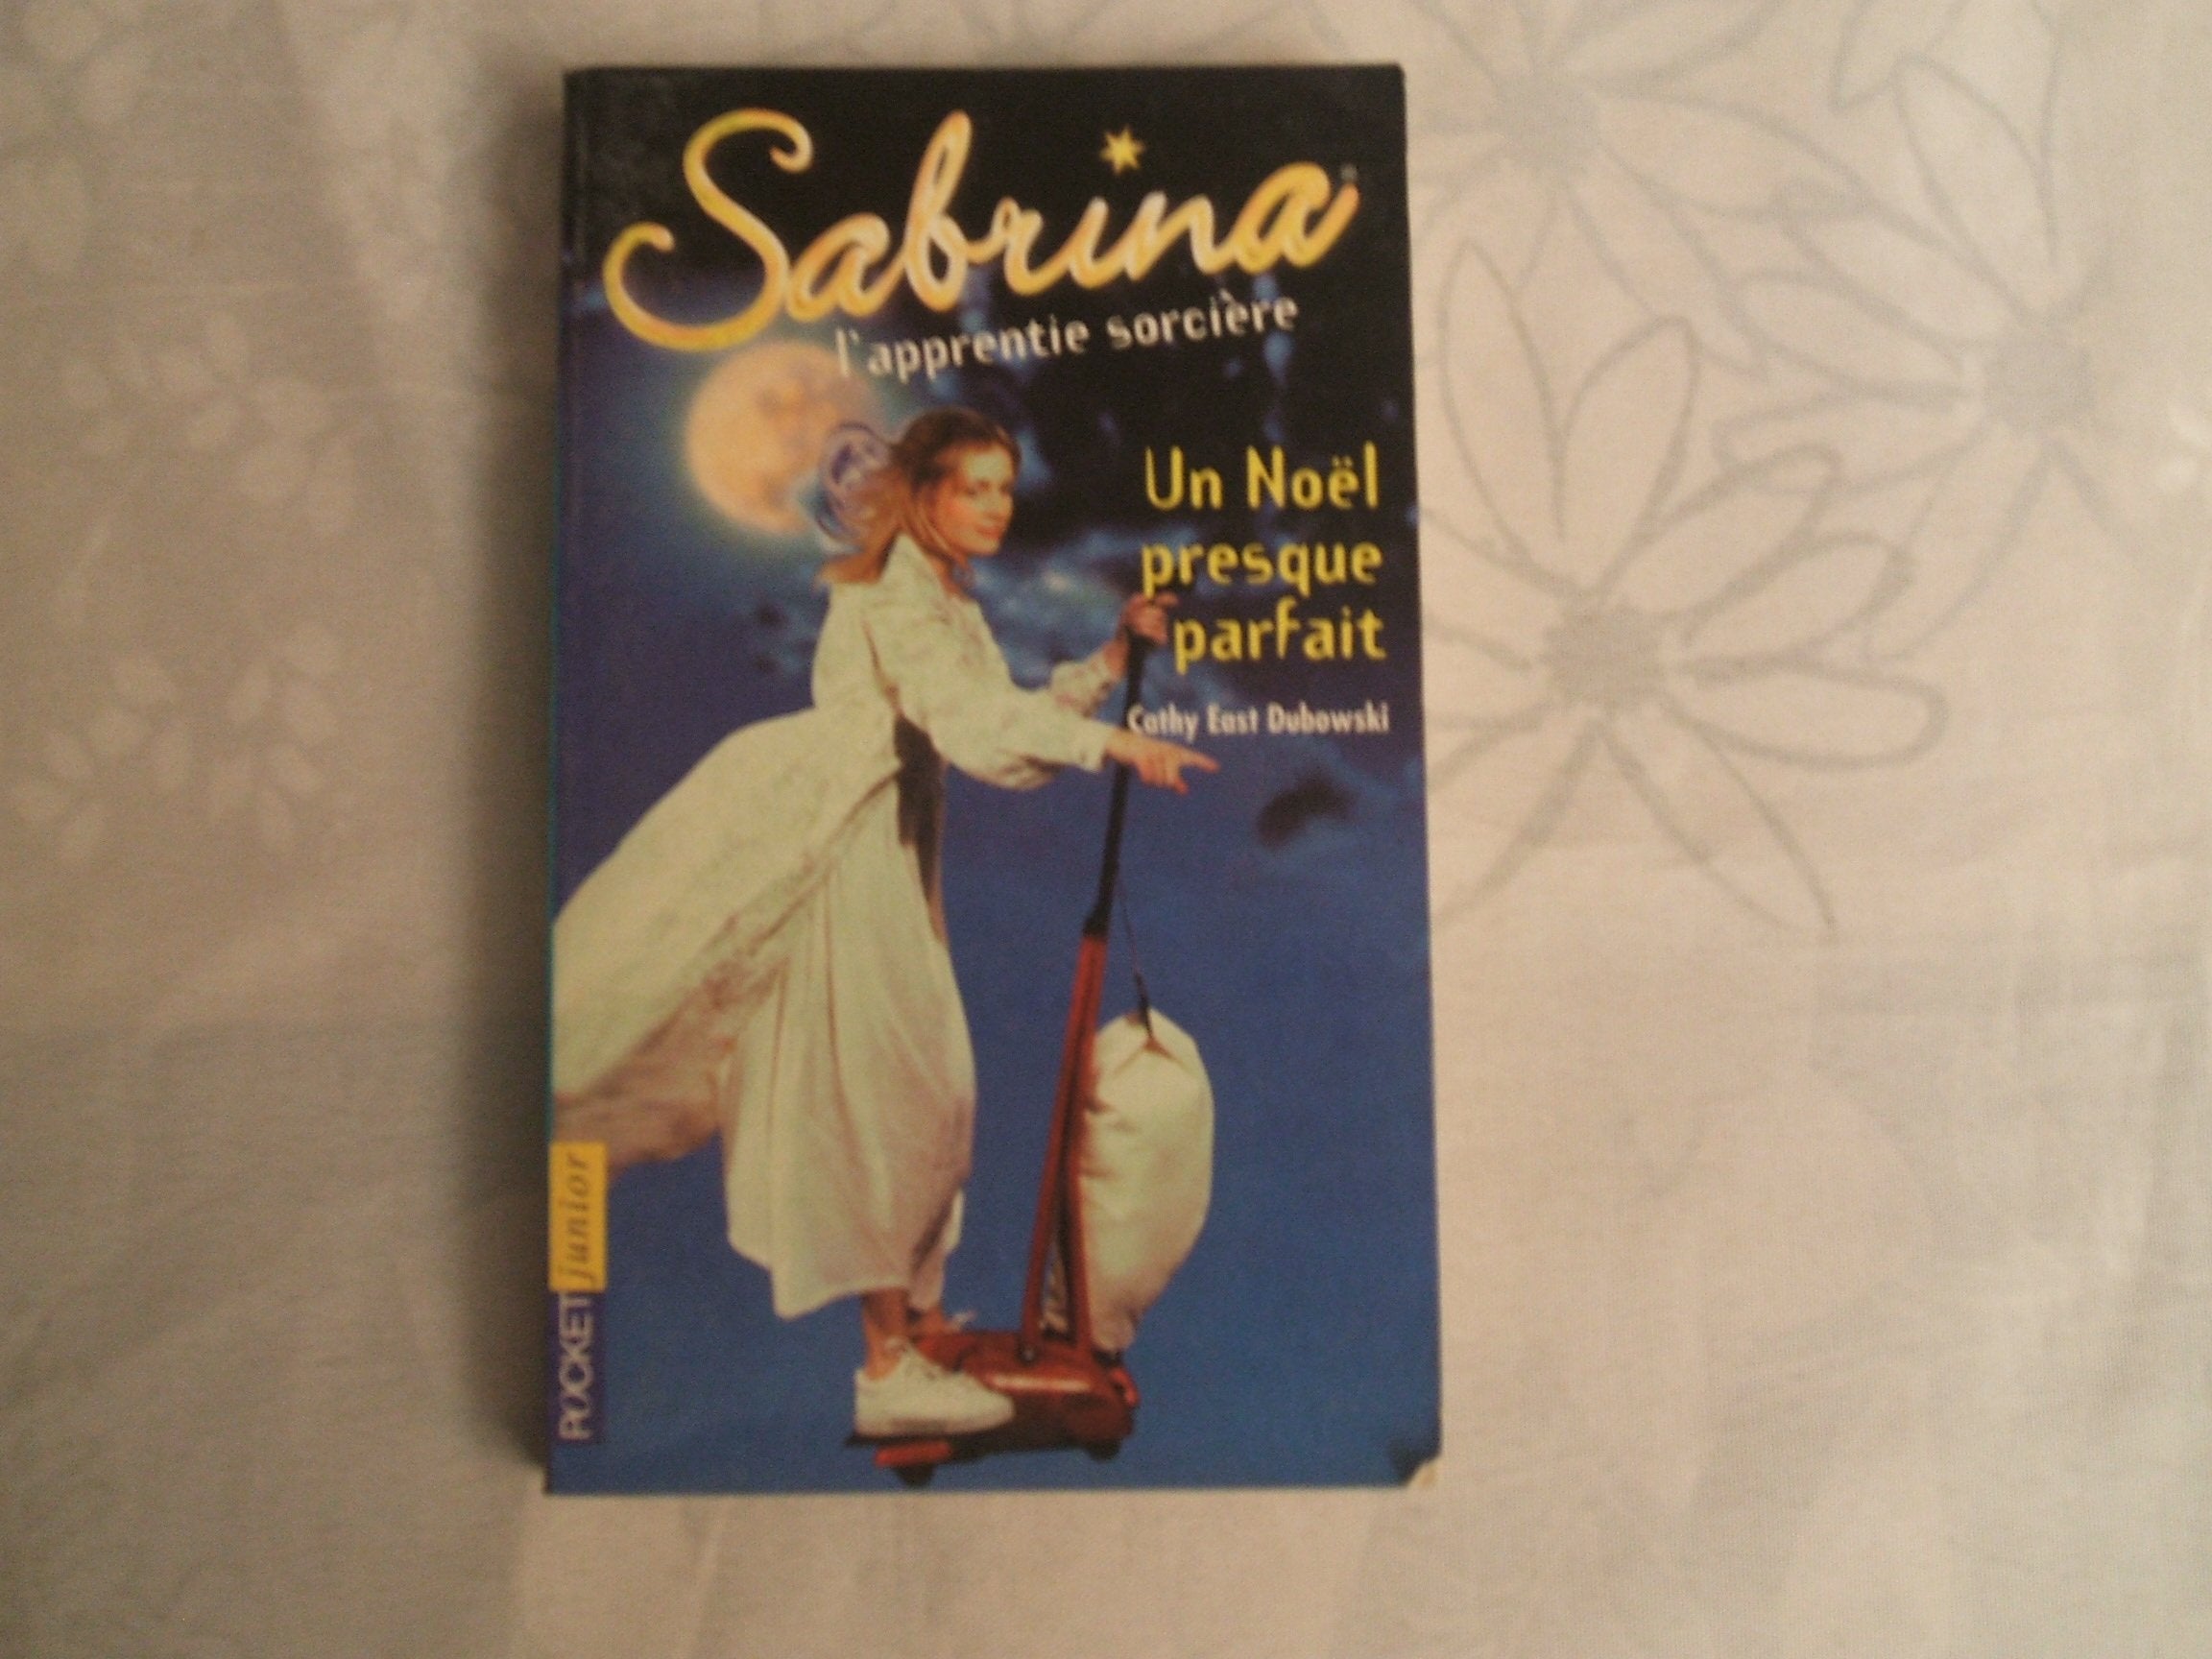 Sabrina
l'apprentie sorcière
Un Noël
presque
parfait
Cathy East Dubowski
POCKET junior